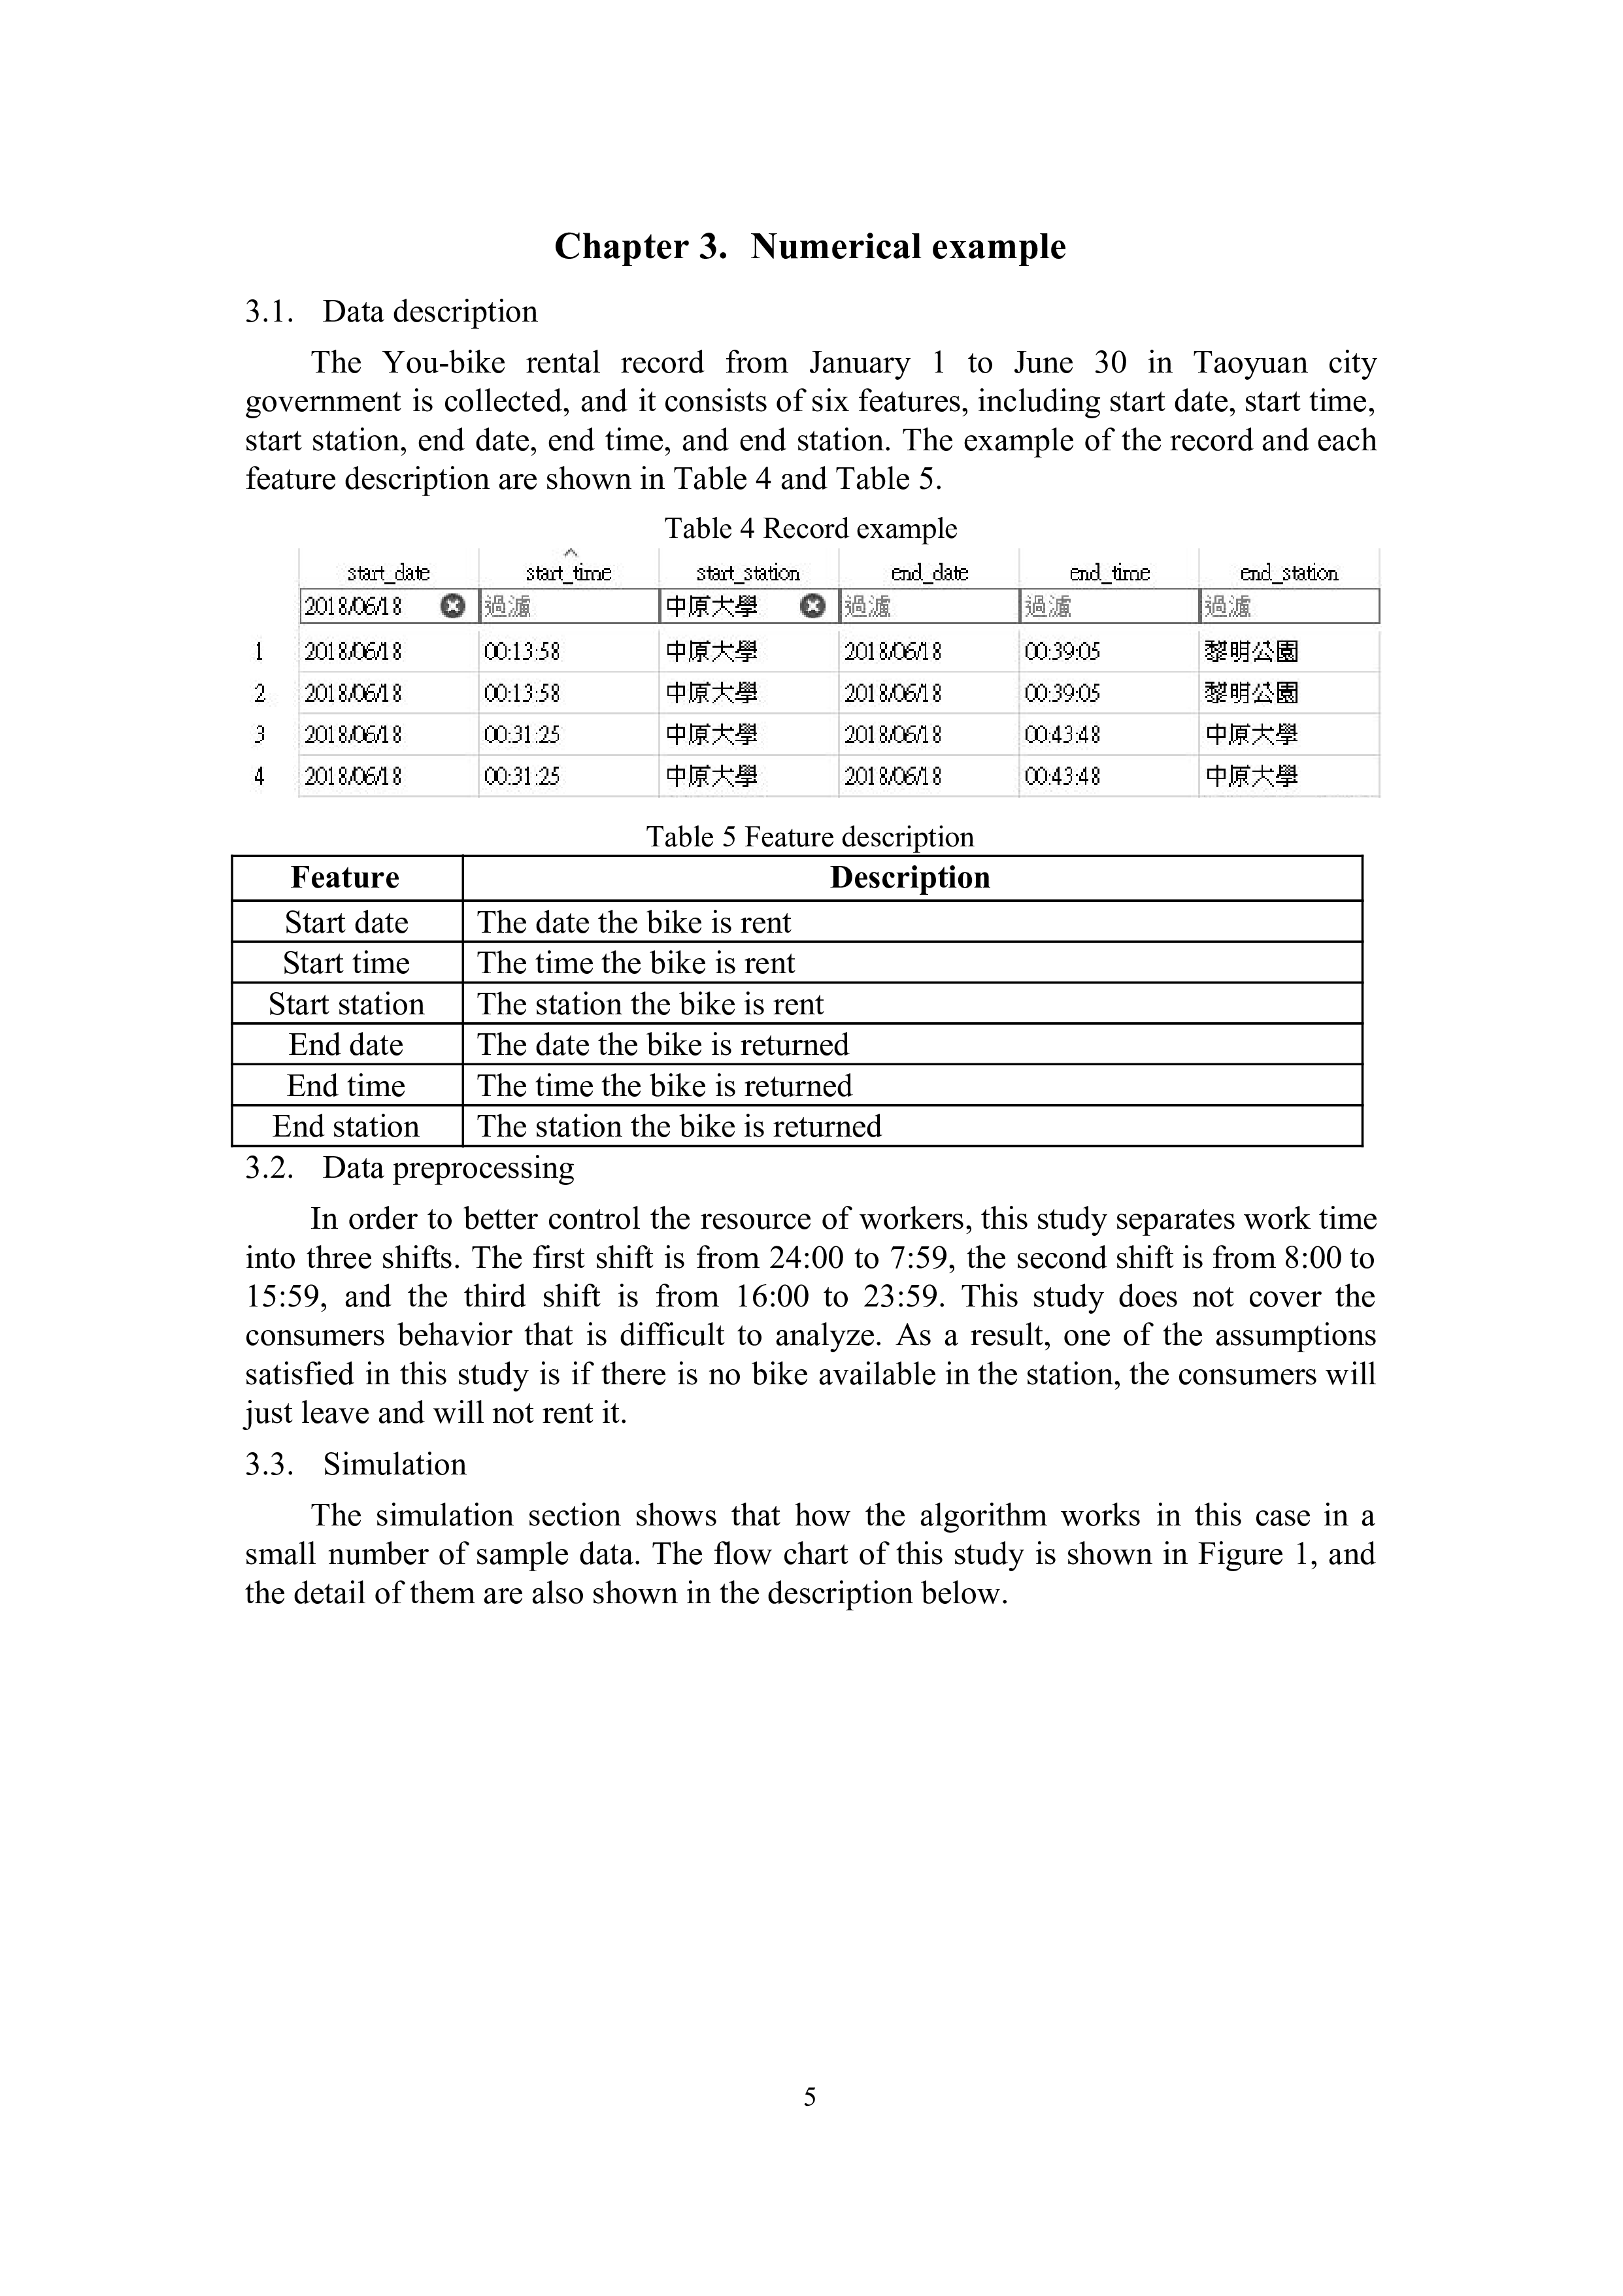 Chapter 3. Numerical example
3.1. Data description
The You-bike rental record from January 1 to June 30 in Taoyuan city
government is collected, and it consists of six features, including start date, start time,
start station, end date, end time, and end station. The example of the record and each
feature description are shown in Table 4 and Table 5.
Table 4 Record example
start_date start_time start_station end_date end_time end_station
2018/06/18 過濾 中原大學 過濾 過濾 過濾
1 2018/06/18 00:13:58 中原大學 2018/06/18 00:39:05 黎明公園
2 2018/06/18 00:13:58 中原大學 2018/06/18 00:39:05 黎明公園
3 2018/06/18 00:31:25 中原大學 2018/06/18 00:43:48 中原大學
4 2018/06/18 00:31:25 中原大學 2018/06/18 00:43:48 中原大學
Table 5 Feature description
Feature Description
Start date The date the bike is rent
Start time The time the bike is rent
Start station The station the bike is rent
End date The date the bike is returned
End time The time the bike is returned
End station The station the bike is returned
3.2. Data preprocessing
In order to better control the resource of workers, this study separates work time
into three shifts. The first shift is from 24:00 to 7:59, the second shift is from 8:00 to
15:59, and the third shift is from 16:00 to 23:59. This study does not cover the
consumers behavior that is difficult to analyze. As a result, one of the assumptions
satisfied in this study is if there is no bike available in the station, the consumers will
just leave and will not rent it.
3.3. Simulation
The simulation section shows that how the algorithm works in this case in a
small number of sample data. The flow chart of this study is shown in Figure 1, and
the detail of them are also shown in the description below.
5